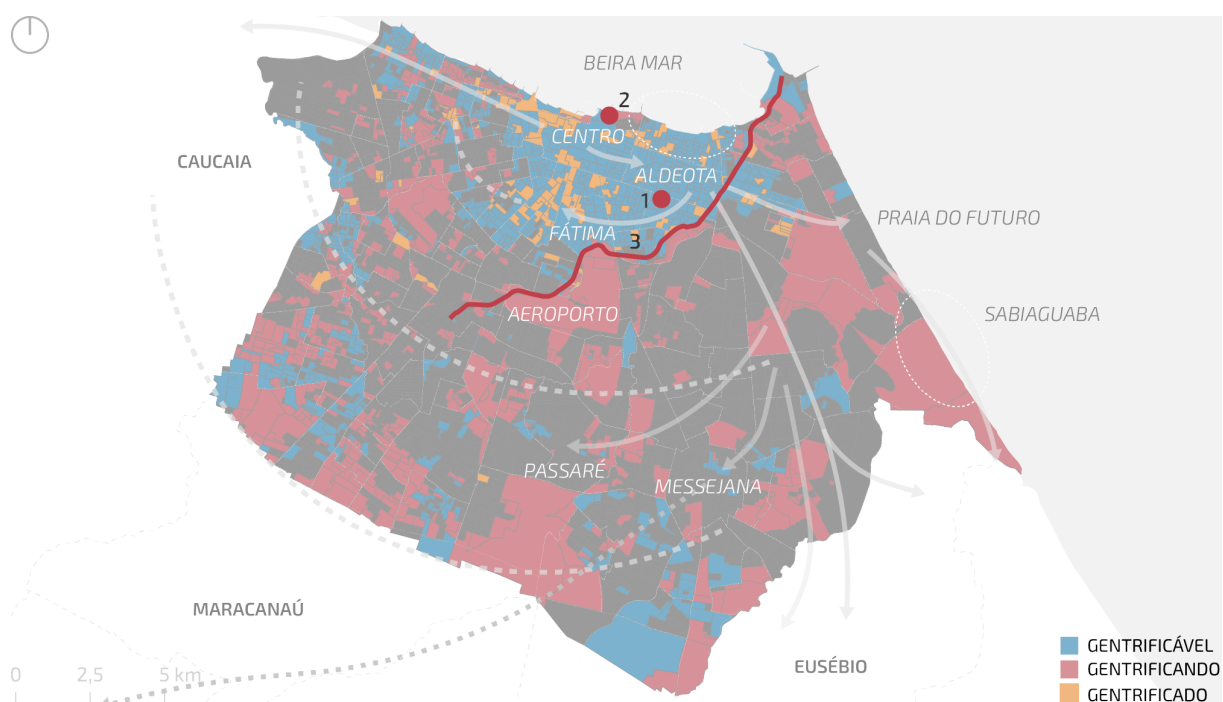 BEIRA MAR
2
CENTRO
CAUCAIA
ALDEOTA
1
PRAIA DO FUTURO
FÁTIMA
3
AEROPORTO
SABIAGUABA
PASSARÉ
MESSEJANA
MARACANAÚ
EUSÉBIO
0 2,5 5 km
GENTRIFICÁVEL
GENTRIFICANDO
GENTRIFICADO